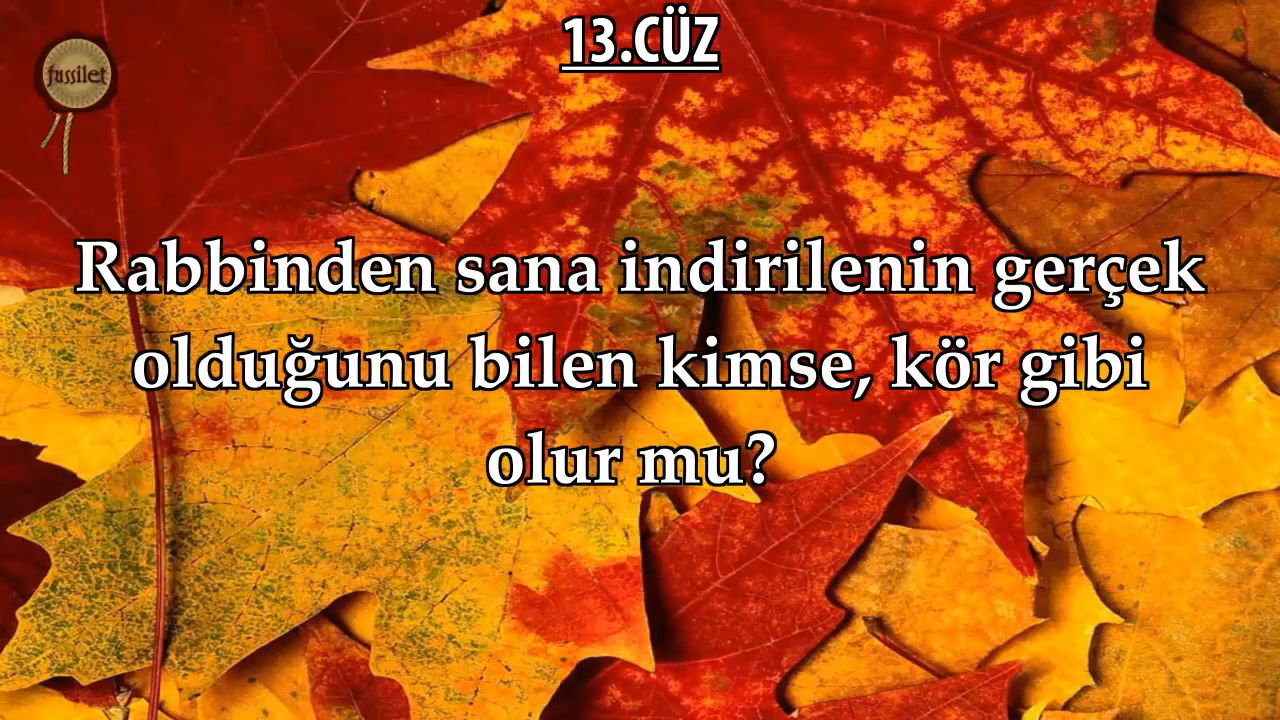 13.CÜZ
fussilet
Rabbinden sana indirilenin gerçek
olduğunu bilen kimse, kör gibi
olur mu?